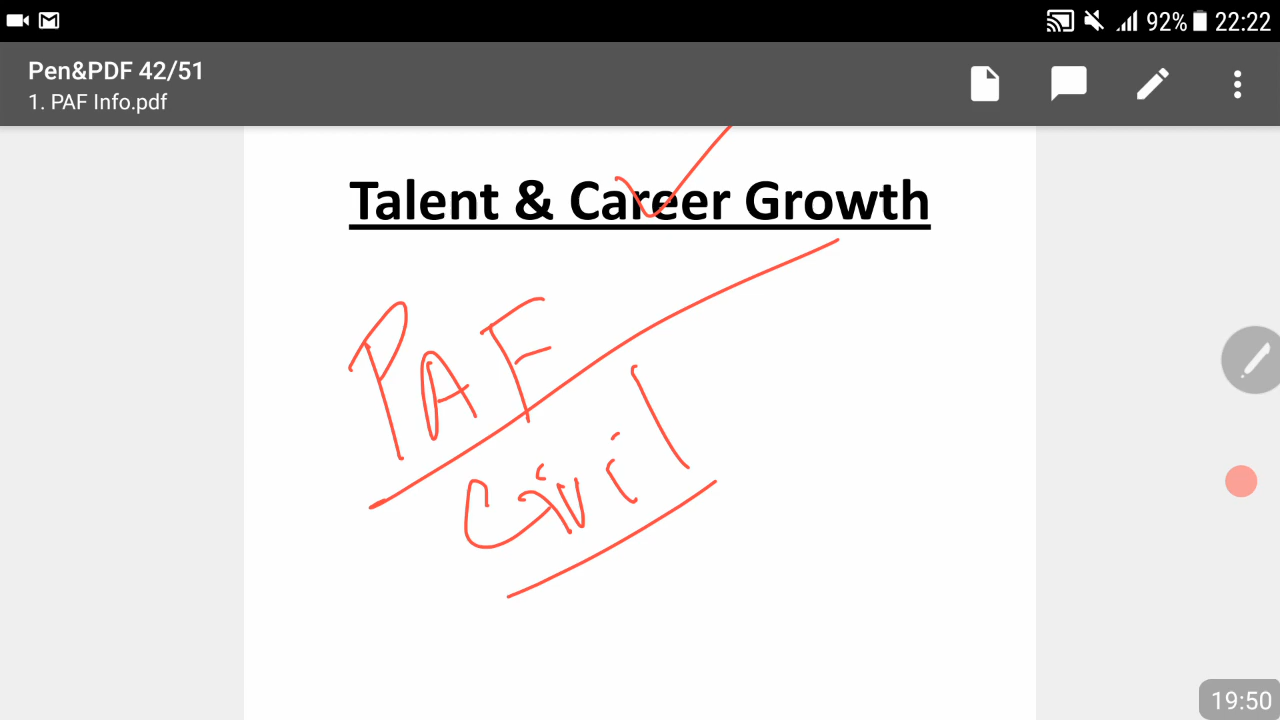 92% 22:22
Pen&PDF 42/51
1. PAF Info.pdf
Talent & Career Growth
PAF
Civil
19:50